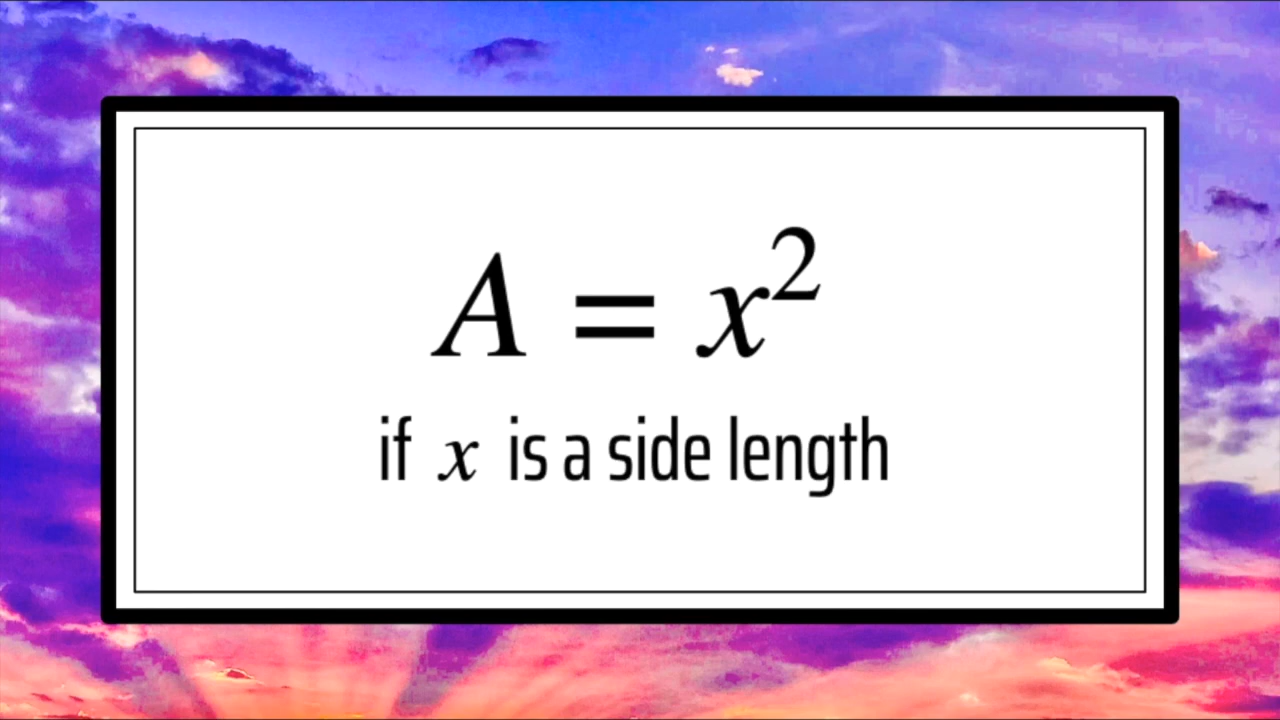 A = x²
if x is a side length